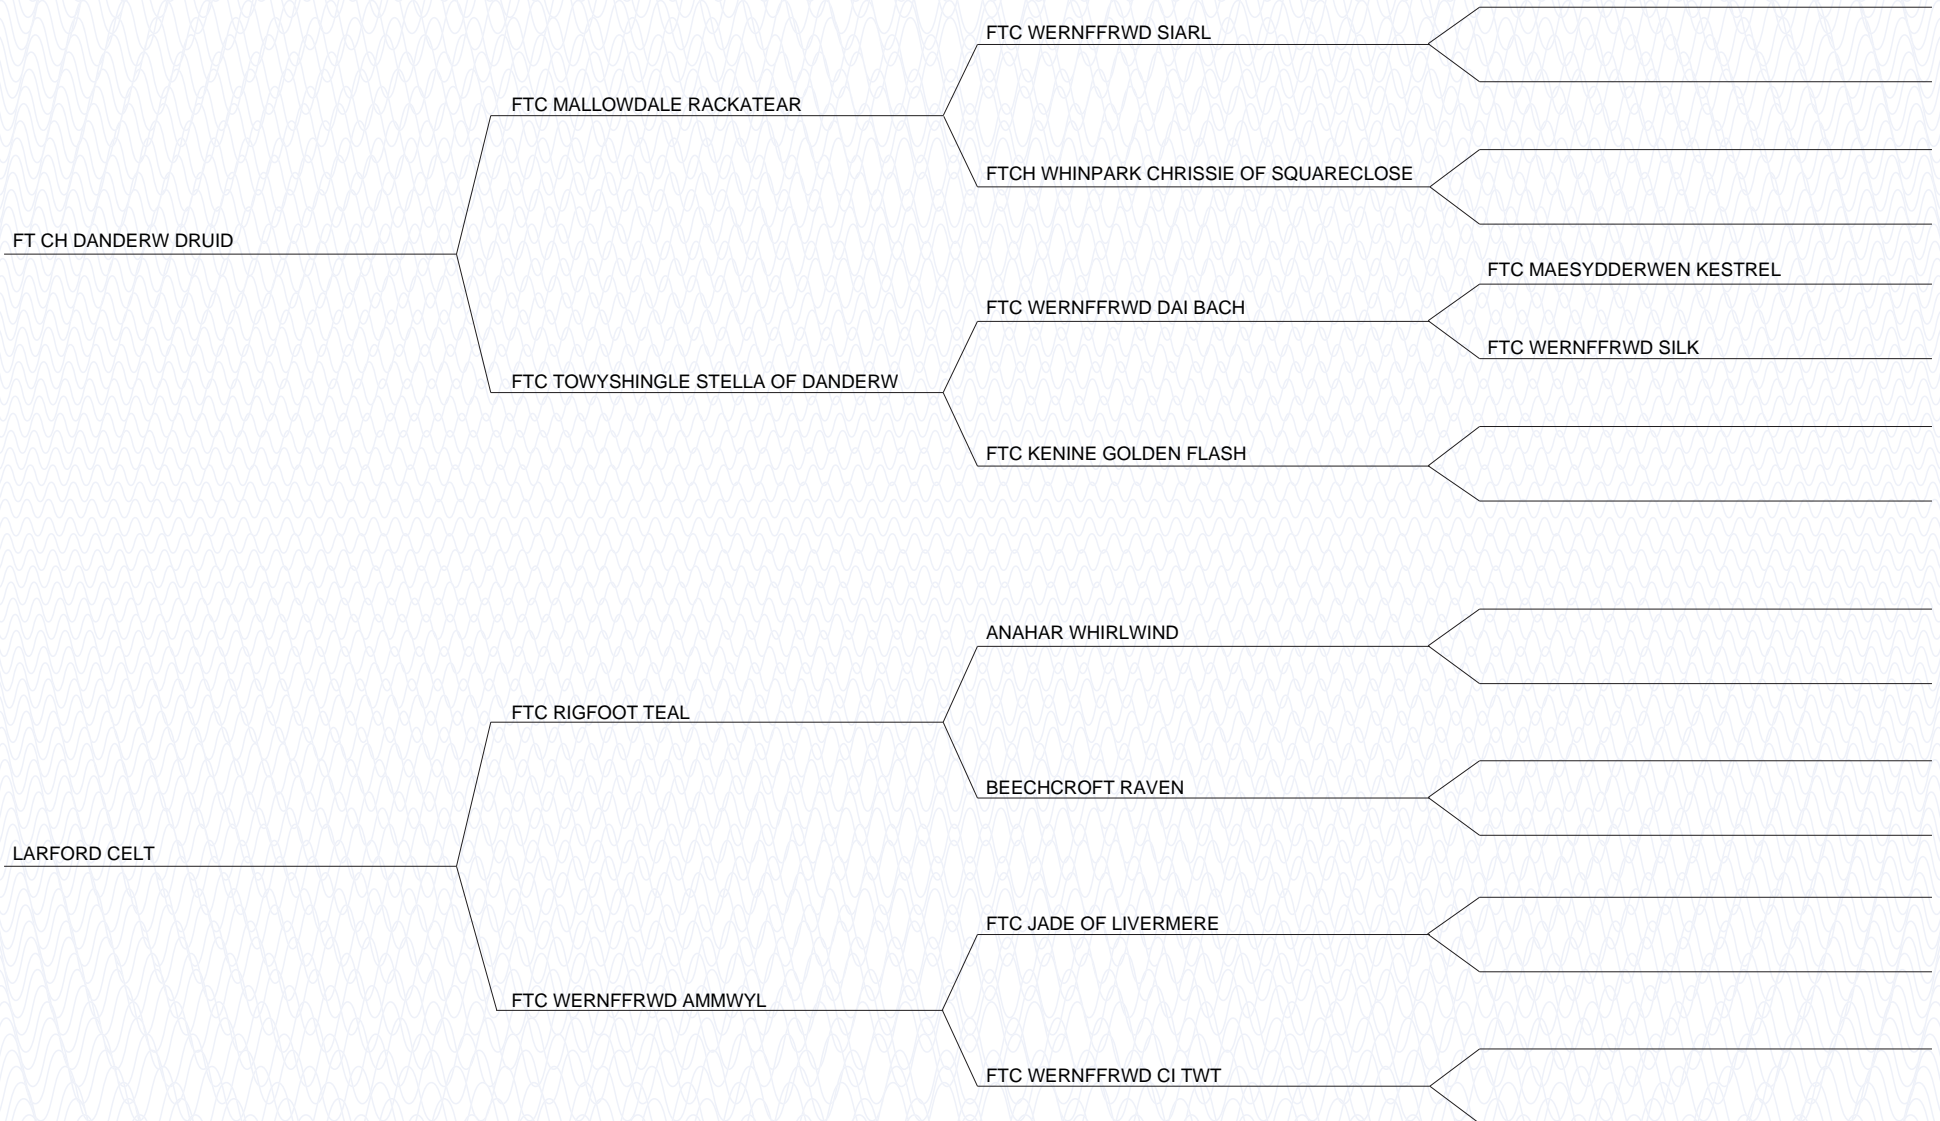 FTC WERNFFRWD SIARL
FTC MALLOWDALE RACKATEAR
FTCH WHINPARK CHRISSIE OF SQUARECLOSE
FT CH DANDERW DRUID
FTC MAESYDDERWEN KESTREL
FTC WERNFFRWD DAI BACH
FTC WERNFFRWD SILK
FTC TOWYSHINGLE STELLA OF DANDERW
FTC KENINE GOLDEN FLASH
ANAHAR WHIRLWIND
FTC RIGFOOT TEAL
BEECHCROFT RAVEN
LARFORD CELT
FTC JADE OF LIVERMERE
FTC WERNFFRWD AMMWYL
FTC WERNFFRWD CI TWT